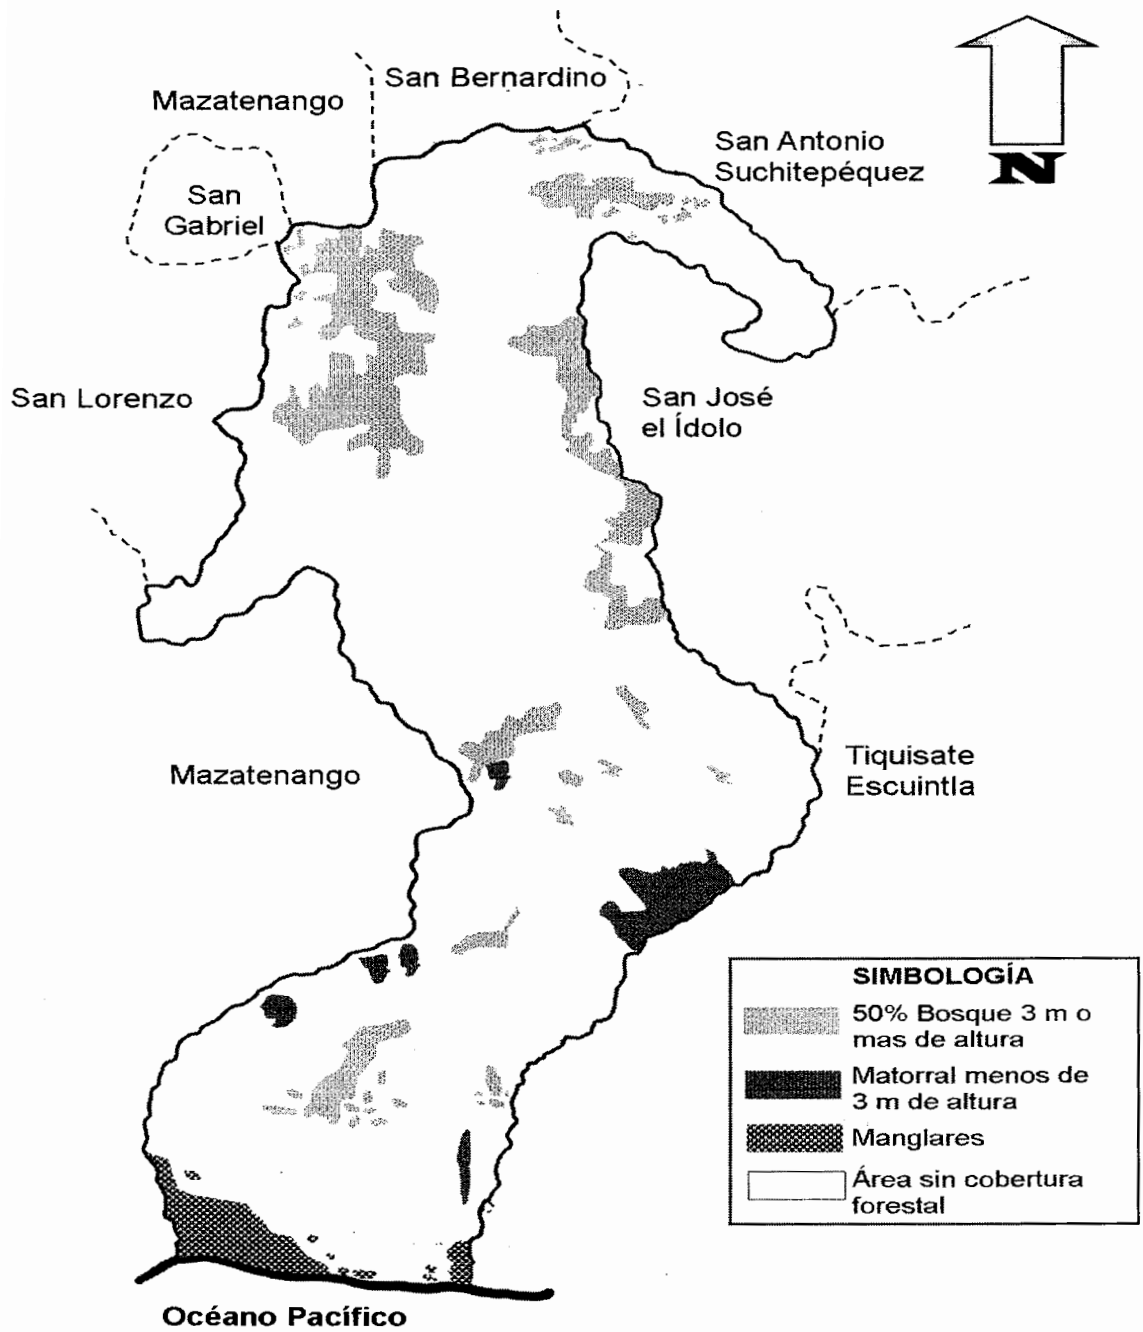 San Bernardino
Mazatenango
San Antonio
Suchitepéquez
N
San
Gabriel
San Lorenzo
San José
el Ídolo
Mazatenango
Tiquisate
Escuintla
SIMBOLOGÍA
50% Bosque 3 m o
mas de altura
Matorral menos de
3 m de altura
Manglares
Área sin cobertura
forestal
Océano Pacífico